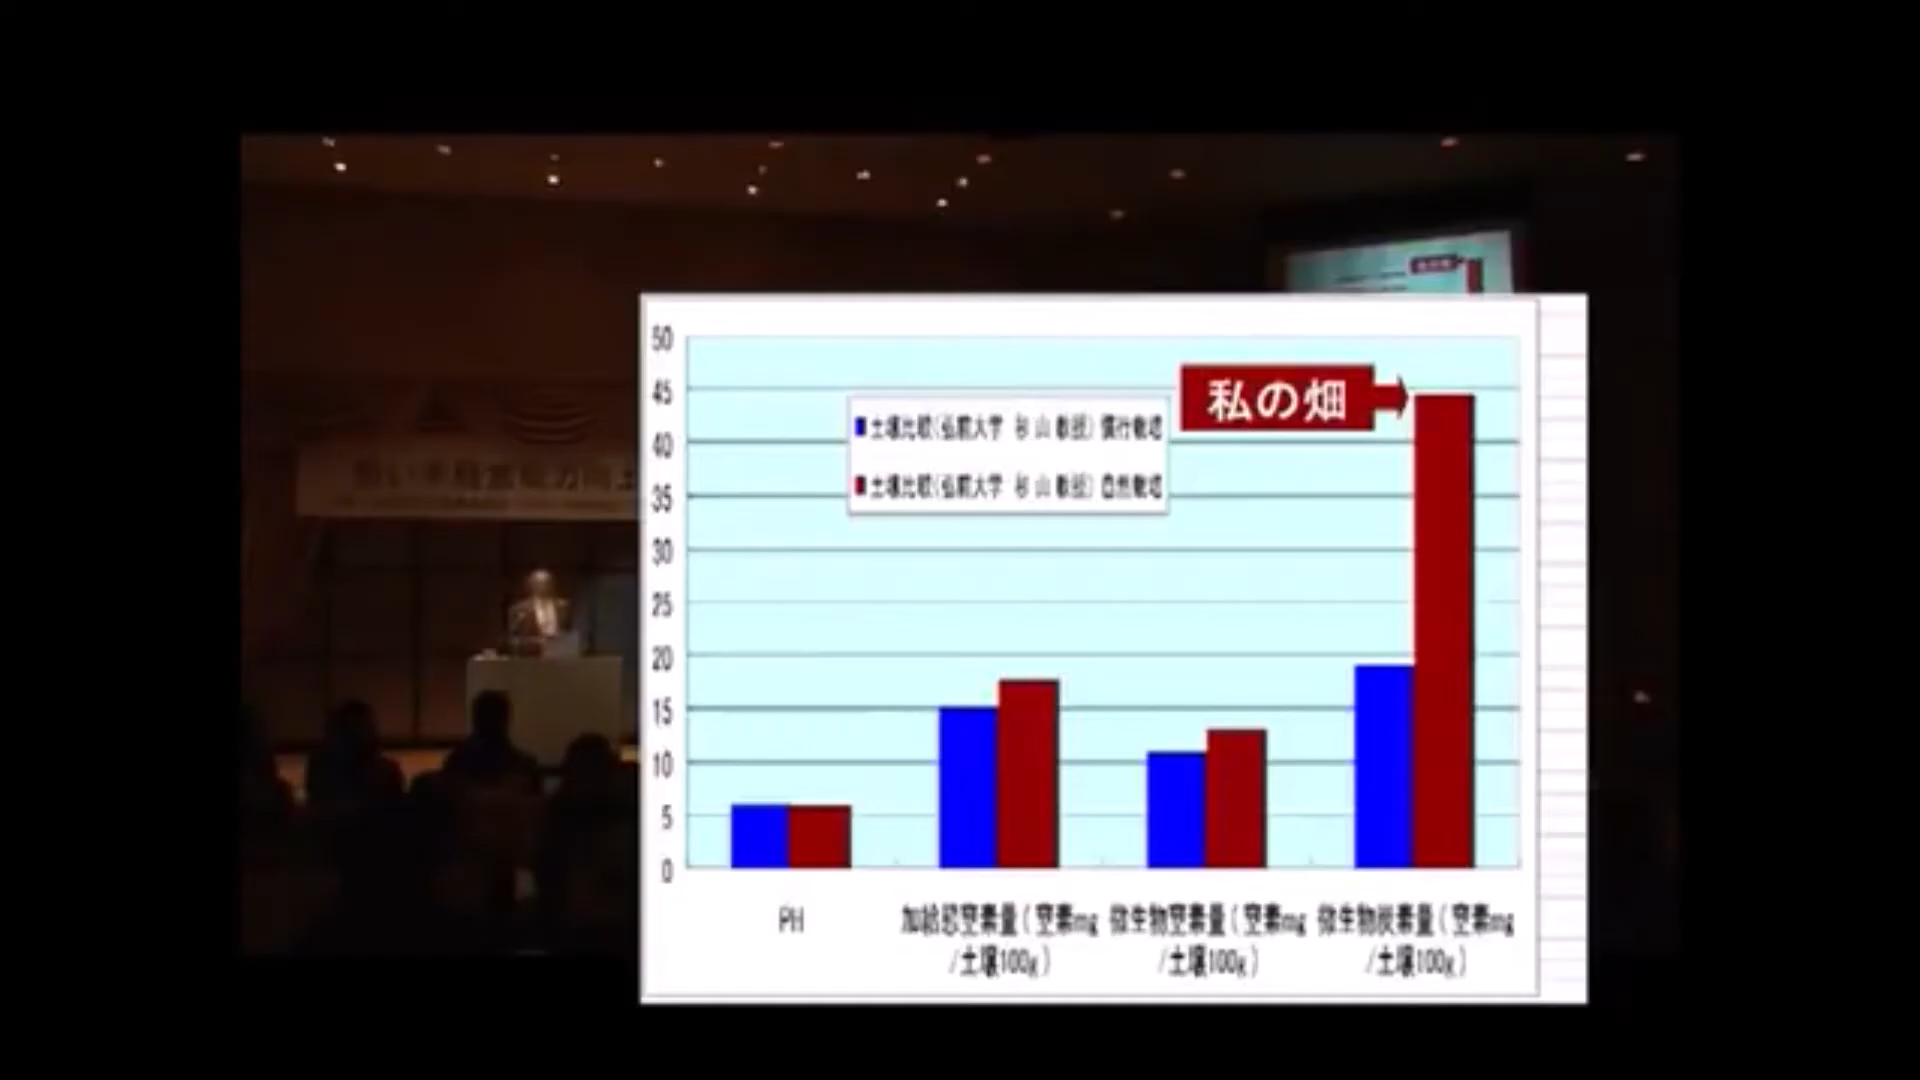 50
45
40
35
30
25
20
15
10
5
0
私の畑
土壌比較(弘前大学 杉山教授) 慣行栽培
土壌比較(弘前大学 杉山教授) 自然栽培
PH
加給態窒素量(窒素mg
/土壌100g)
微生物窒素量(窒素mg
/土壌100g)
微生物炭素量(窒素mg
/土壌100g)